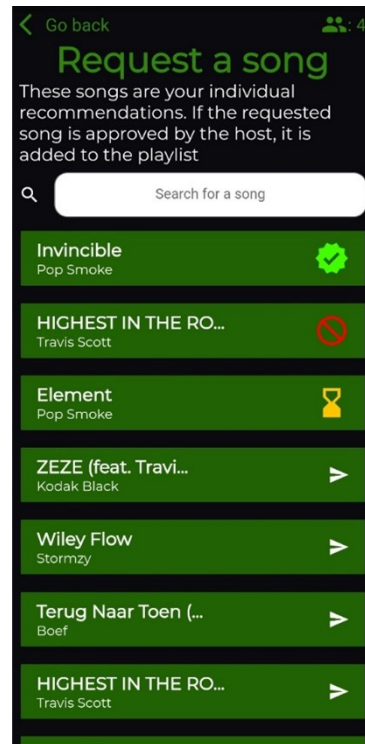 Go back
: 4
Request a song
These songs are your individual
recommendations. If the requested
song is approved by the host, it is
added to the playlist
Search for a song
Invincible
Pop Smoke
HIGHEST IN THE RO...
Travis Scott
Element
Pop Smoke
ZEZE (feat. Travi...
Kodak Black
Wiley Flow
Stormzy
Terug Naar Toen (...
Boef
HIGHEST IN THE RO...
Travis Scott